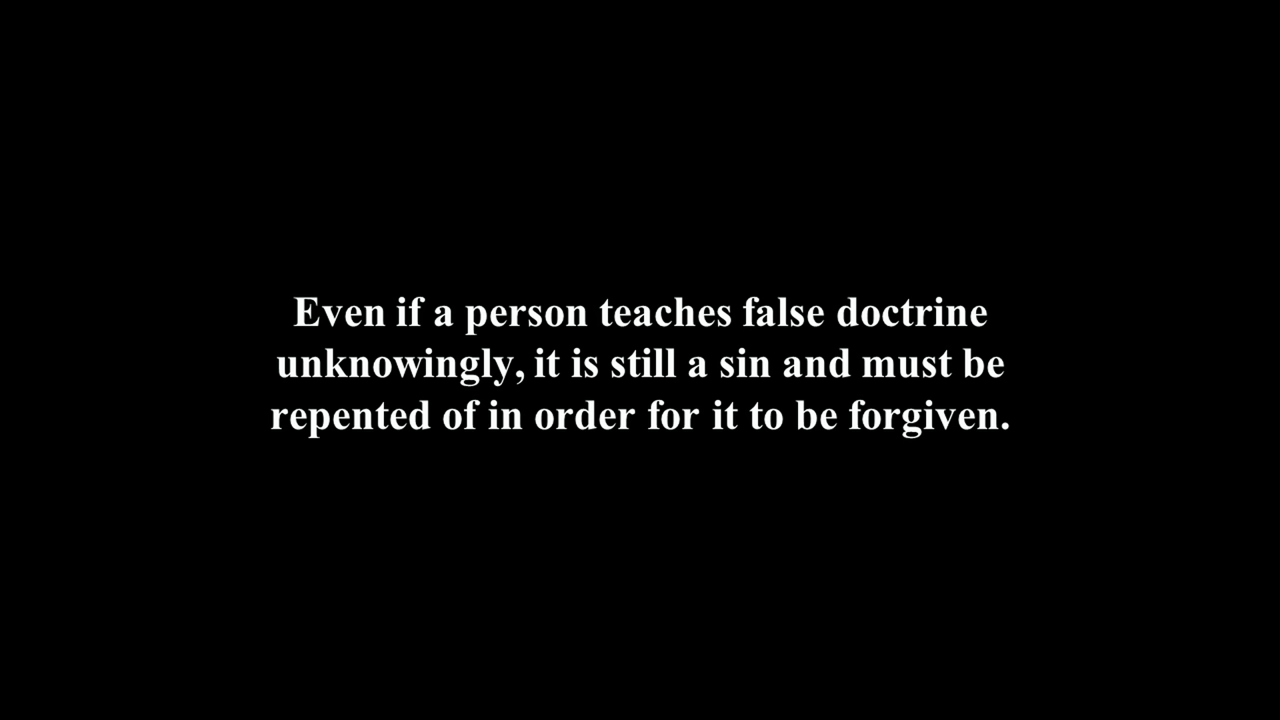 Even if a person teaches false doctrine
unknowingly, it is still a sin and must be
repented of in order for it to be forgiven.